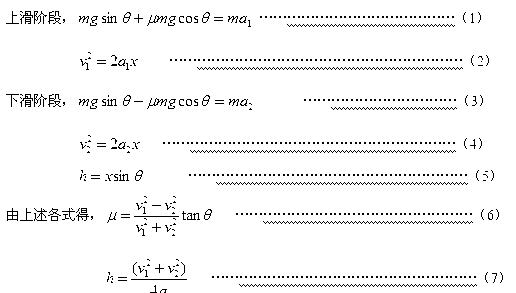 上滑阶段，mg sin θ + μmg cos θ = ma₁ ……………………（1）
v₁² = 2a₁x ……………………（2）
下滑阶段，mg sin θ − μmg cos θ = ma₂ ……………………（3）
v₂² = 2a₂x ……………………（4）
h = x sin θ ……………………（5）
由上述各式得，μ = (v₁² − v₂²)/(v₁² + v₂²) tan θ ……………………（6）
h = (v₁² + v₂²)/4g ……………………（7）